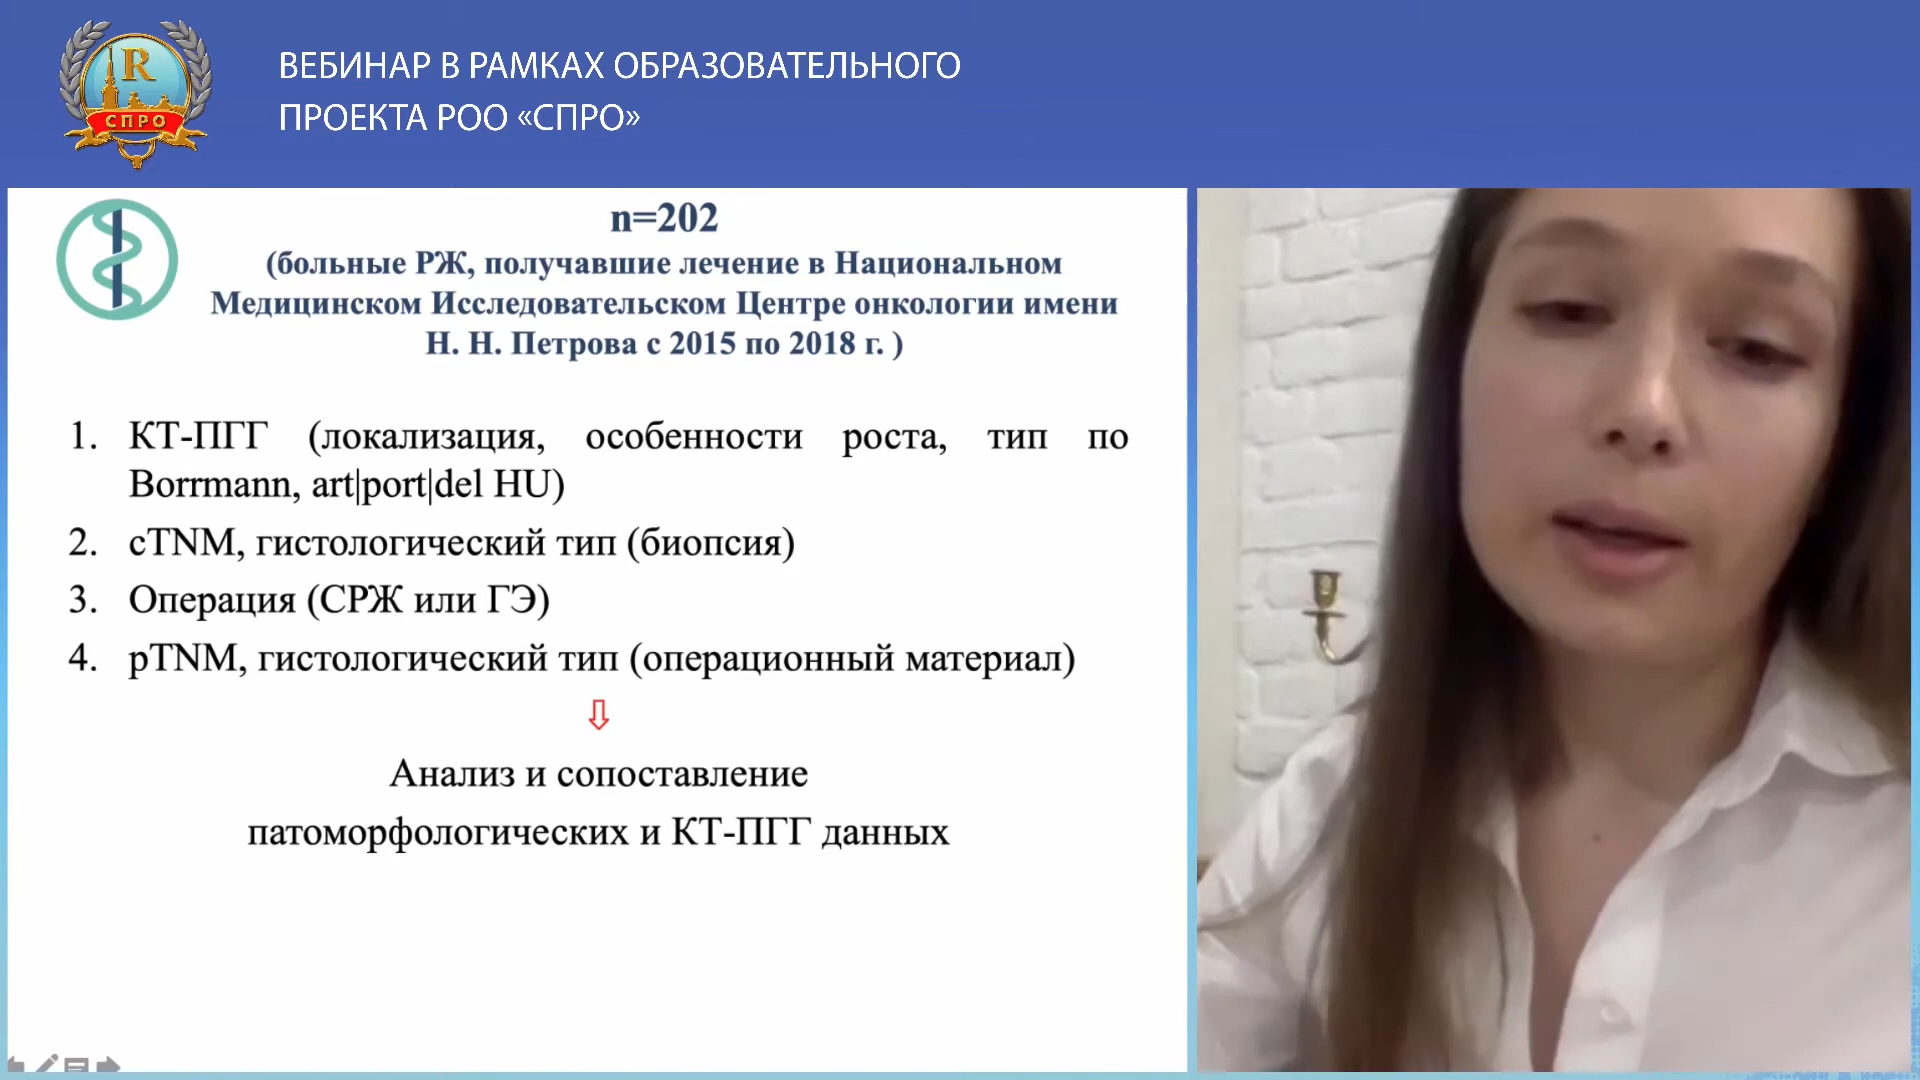 R
СПРО
ВЕБИНАР В РАМКАХ ОБРАЗОВАТЕЛЬНОГО
ПРОЕКТА РОО «СПРО»
n=202
(больные РЖ, получавшие лечение в Национальном
Медицинском Исследовательском Центре онкологии имени
Н. Н. Петрова с 2015 по 2018 г. )
1. КТ-ПГГ (локализация, особенности роста, тип по
Borrmann, art|port|del HU)
2. cTNM, гистологический тип (биопсия)
3. Операция (СРЖ или ГЭ)
4. pTNM, гистологический тип (операционный материал)
Анализ и сопоставление
патоморфологических и КТ-ПГГ данных